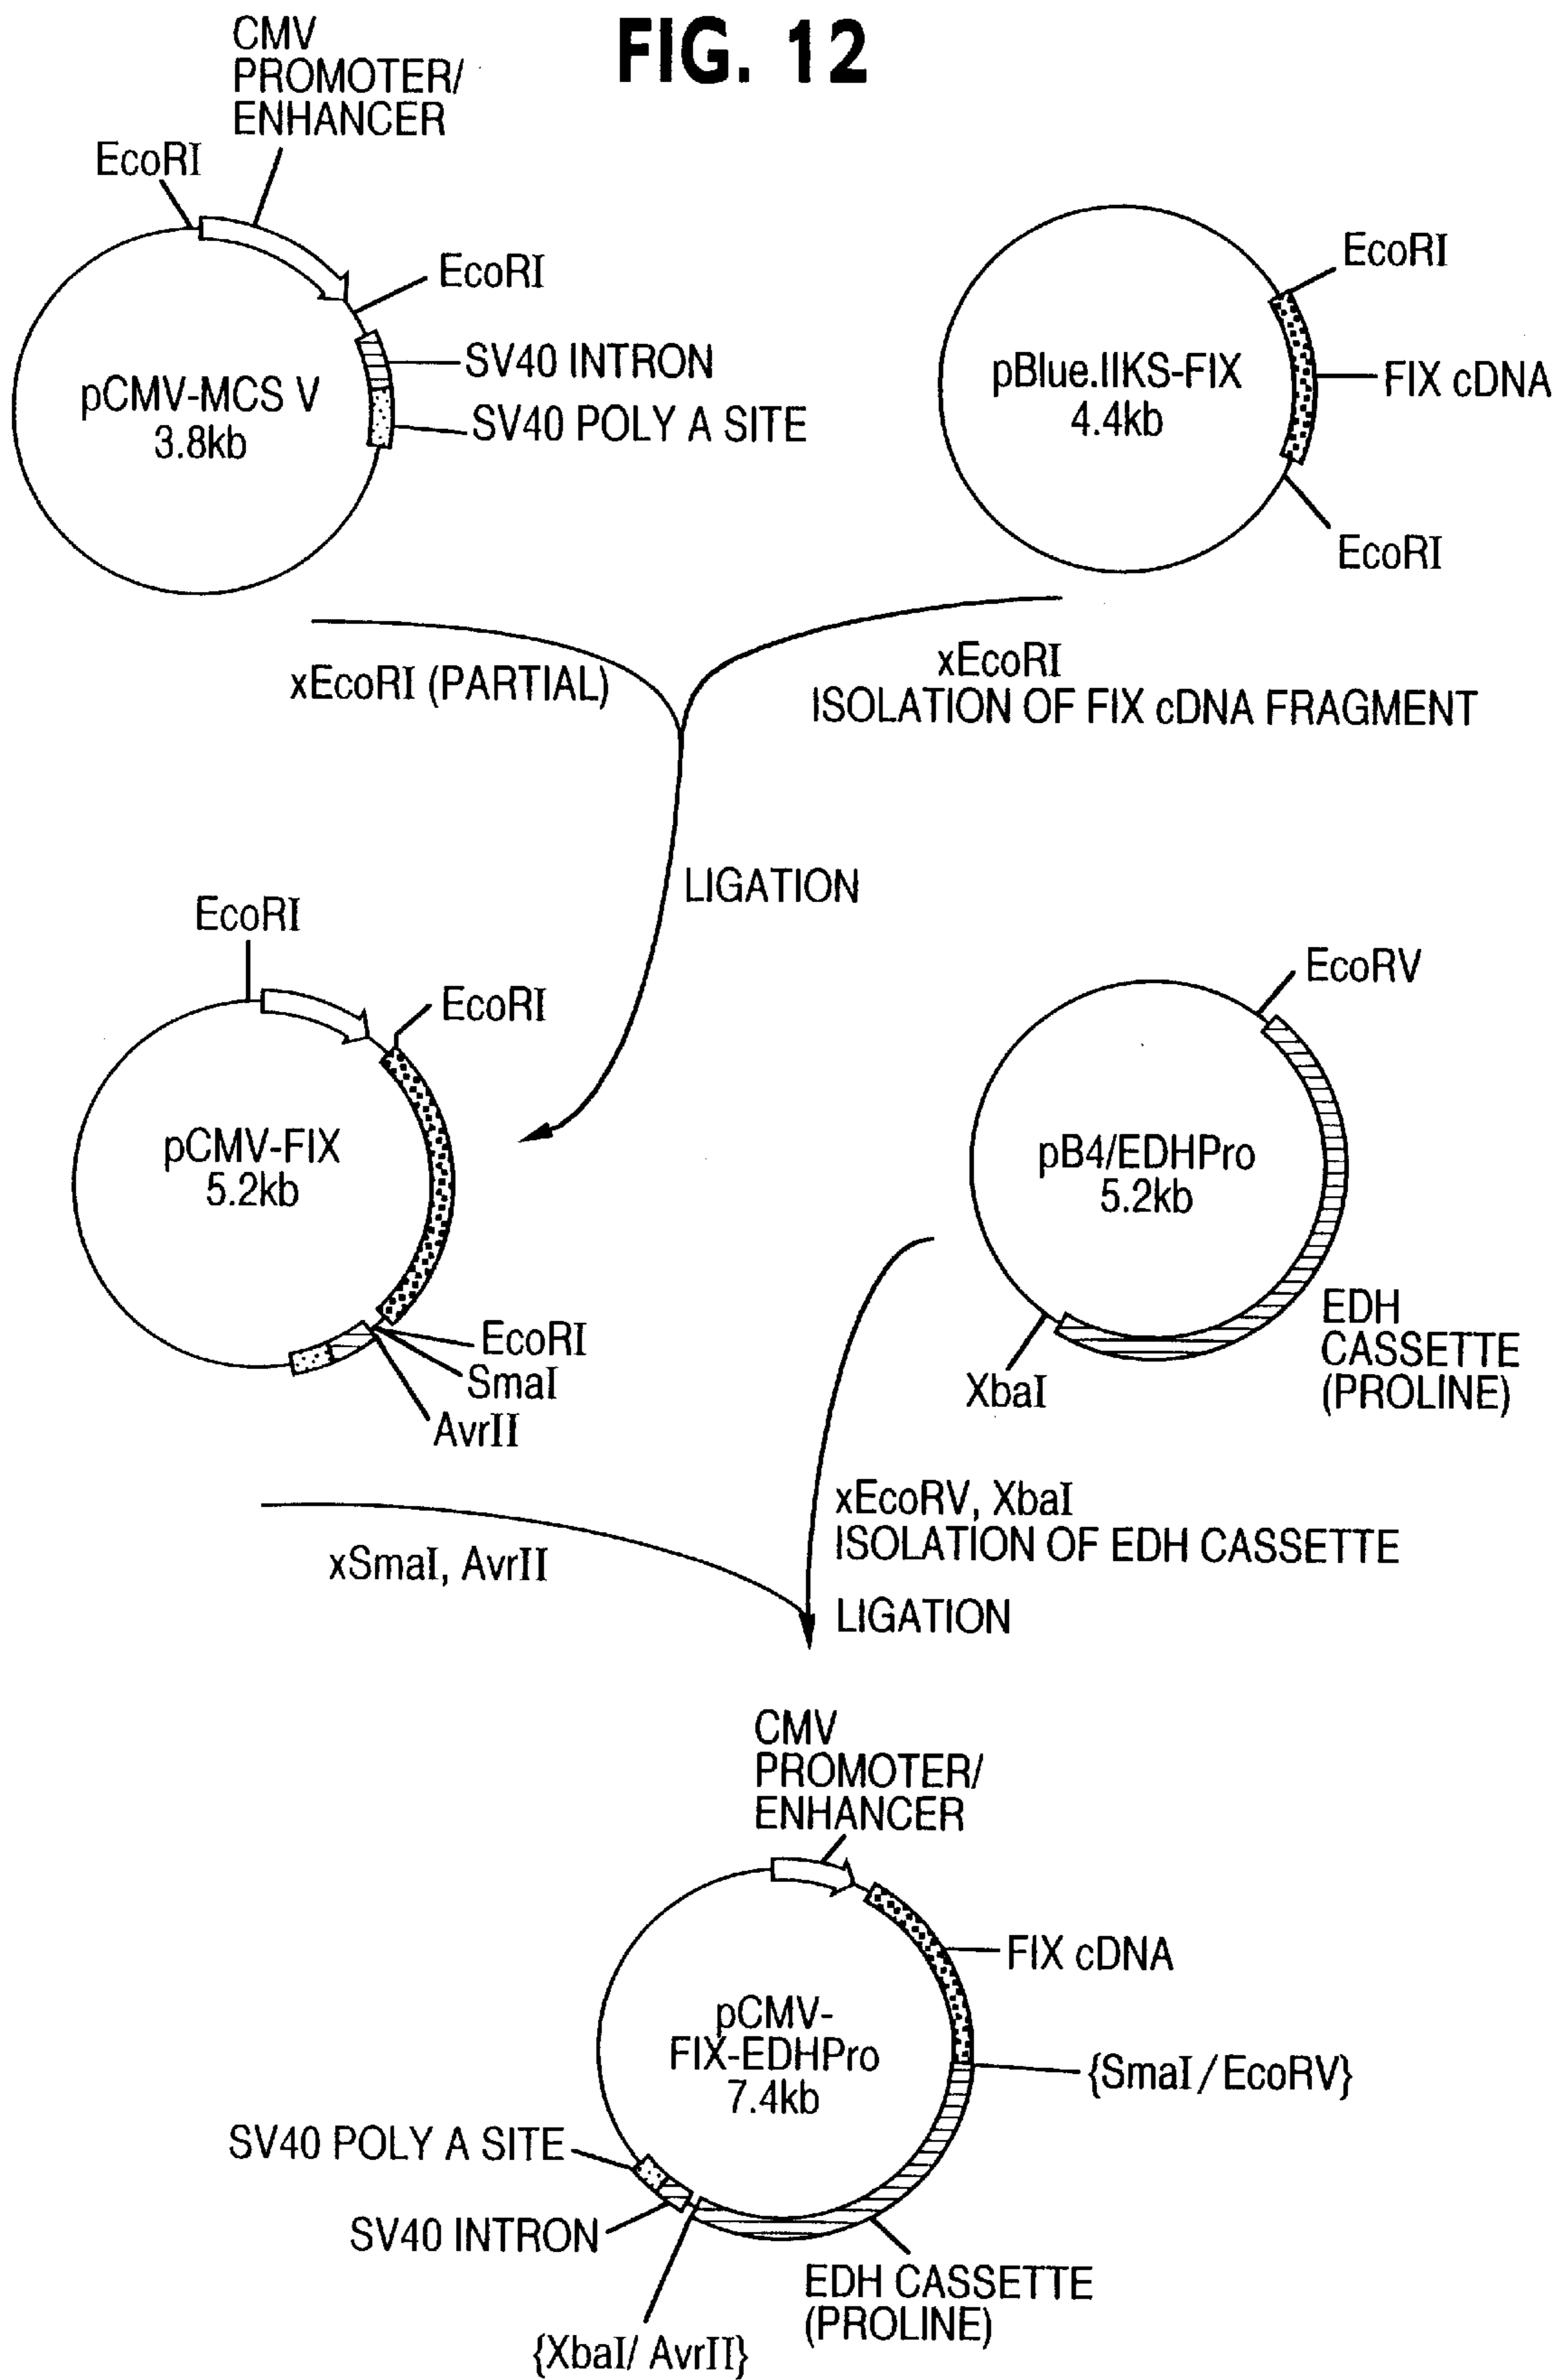 FIG. 12
CMV
PROMOTER/
ENHANCER
EcoRI
EcoRI
SV40 INTRON
SV40 POLY A SITE
pCMV-MCS V
3.8kb
EcoRI
pBlue.IIKS-FIX
4.4kb
FIX cDNA
EcoRI
xEcoRI (PARTIAL)
xEcoRI
ISOLATION OF FIX cDNA FRAGMENT
LIGATION
EcoRI
EcoRI
pCMV-FIX
5.2kb
EcoRI
SmaI
AvrII
EcoRV
pB4/EDHPro
5.2kb
EDH
CASSETTE
(PROLINE)
XbaI
xSmaI, AvrII
xEcoRV, XbaI
ISOLATION OF EDH CASSETTE
LIGATION
CMV
PROMOTER/
ENHANCER
FIX cDNA
pCMV-
FIX-EDHPro
7.4kb
{SmaI/EcoRV}
SV40 POLY A SITE
SV40 INTRON
EDH CASSETTE
(PROLINE)
{XbaI/ AvrII}